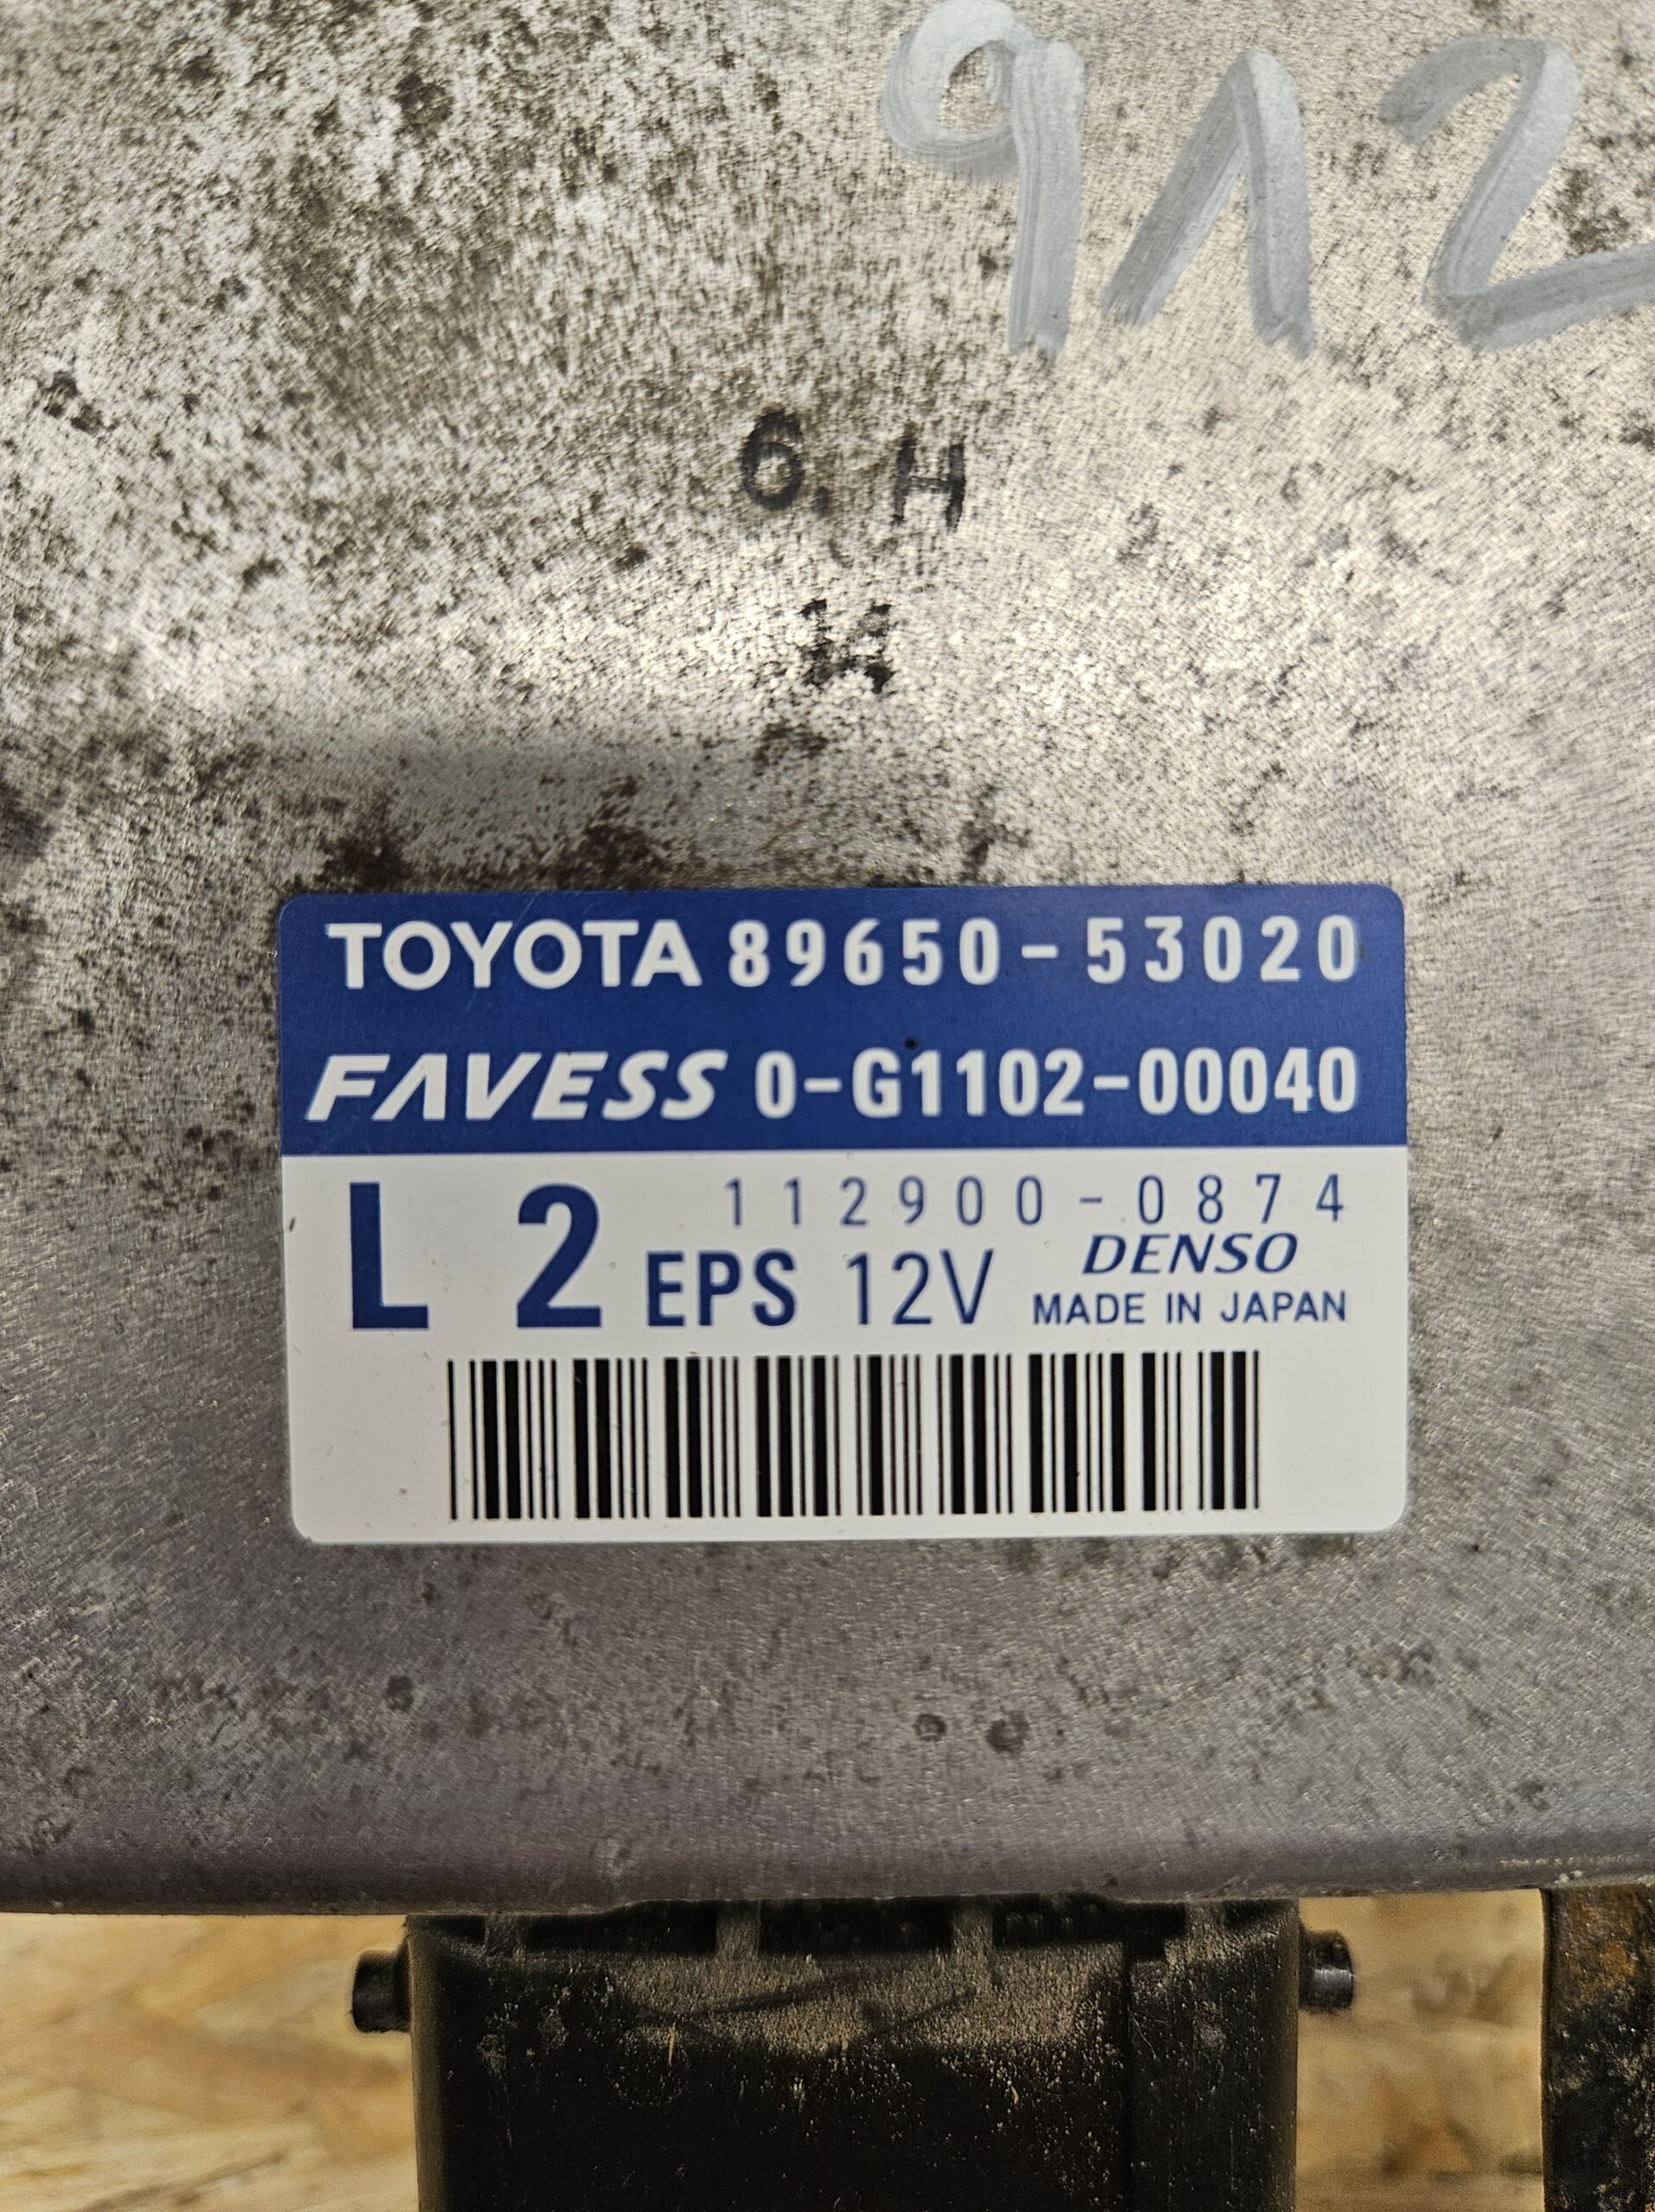 912
6. H
TOYOTA 89650-53020
FAVESS 0-G1102-00040
L 2 112900-0874
EPS 12V DENSO
MADE IN JAPAN